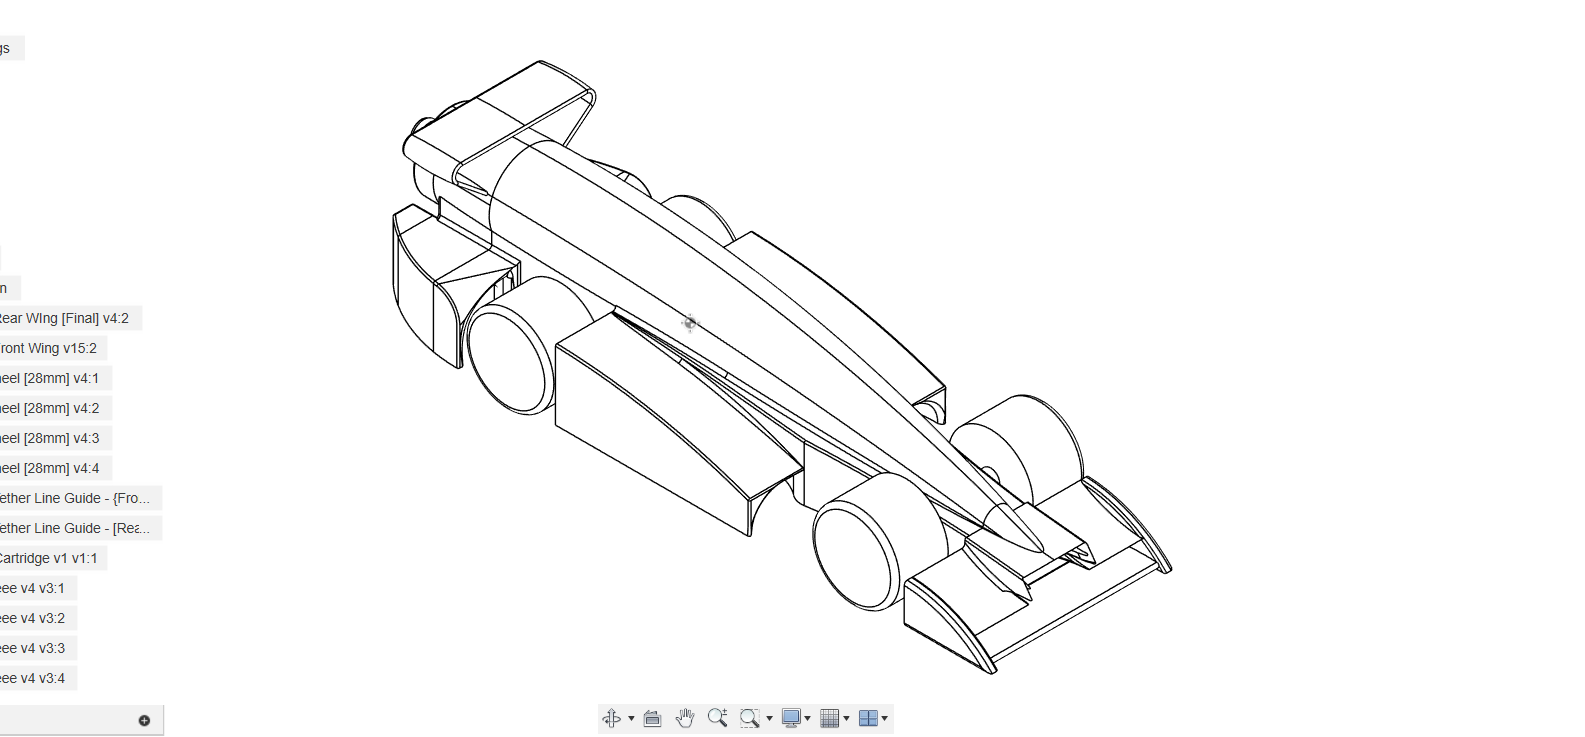 gs
n
Rear WIng [Final] v4:2
ront Wing v15:2
eel [28mm] v4:1
eel [28mm] v4:2
eel [28mm] v4:3
eel [28mm] v4:4
ether Line Guide - {Fro...
ether Line Guide - [Rea...
Cartridge v1 v1:1
ee v4 v3:1
ee v4 v3:2
ee v4 v3:3
ee v4 v3:4